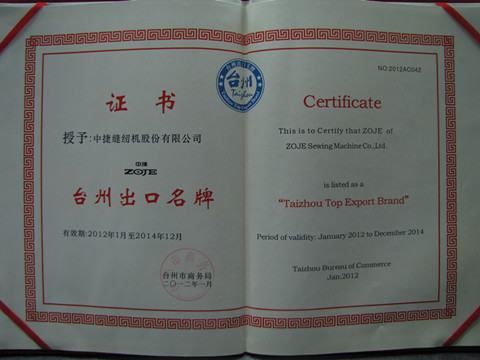 证书
授予:中捷缝纫机股份有限公司
中捷
ZOJE
台州出口名牌
有效期:2012年1月至2014年12月
台州市商务局
二〇一二年一月
台州
Taizhou
NO:2012AC042
Certificate
This is to Certify that ZOJE of
ZOJE Sewing Machine Co.,Ltd.
is listed as a
"Taizhou Top Export Brand"
Period of validity: January 2012 to December 2014
Taizhou Bureau of Commerce
Jan.2012